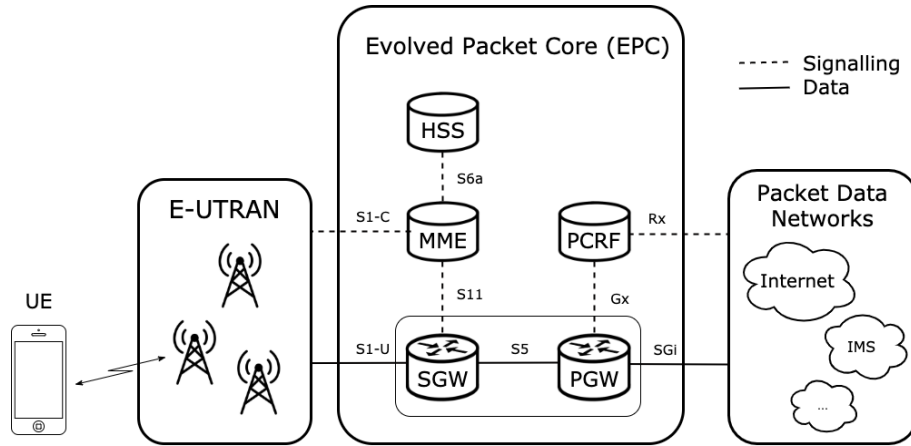 Evolved Packet Core (EPC)
Signalling
Data
HSS
S6a
E-UTRAN
S1-C
MME
PCRF
Rx
Packet Data
Networks
Internet
S11
Gx
UE
S1-U
SGW
S5
PGW
SGi
IMS
...